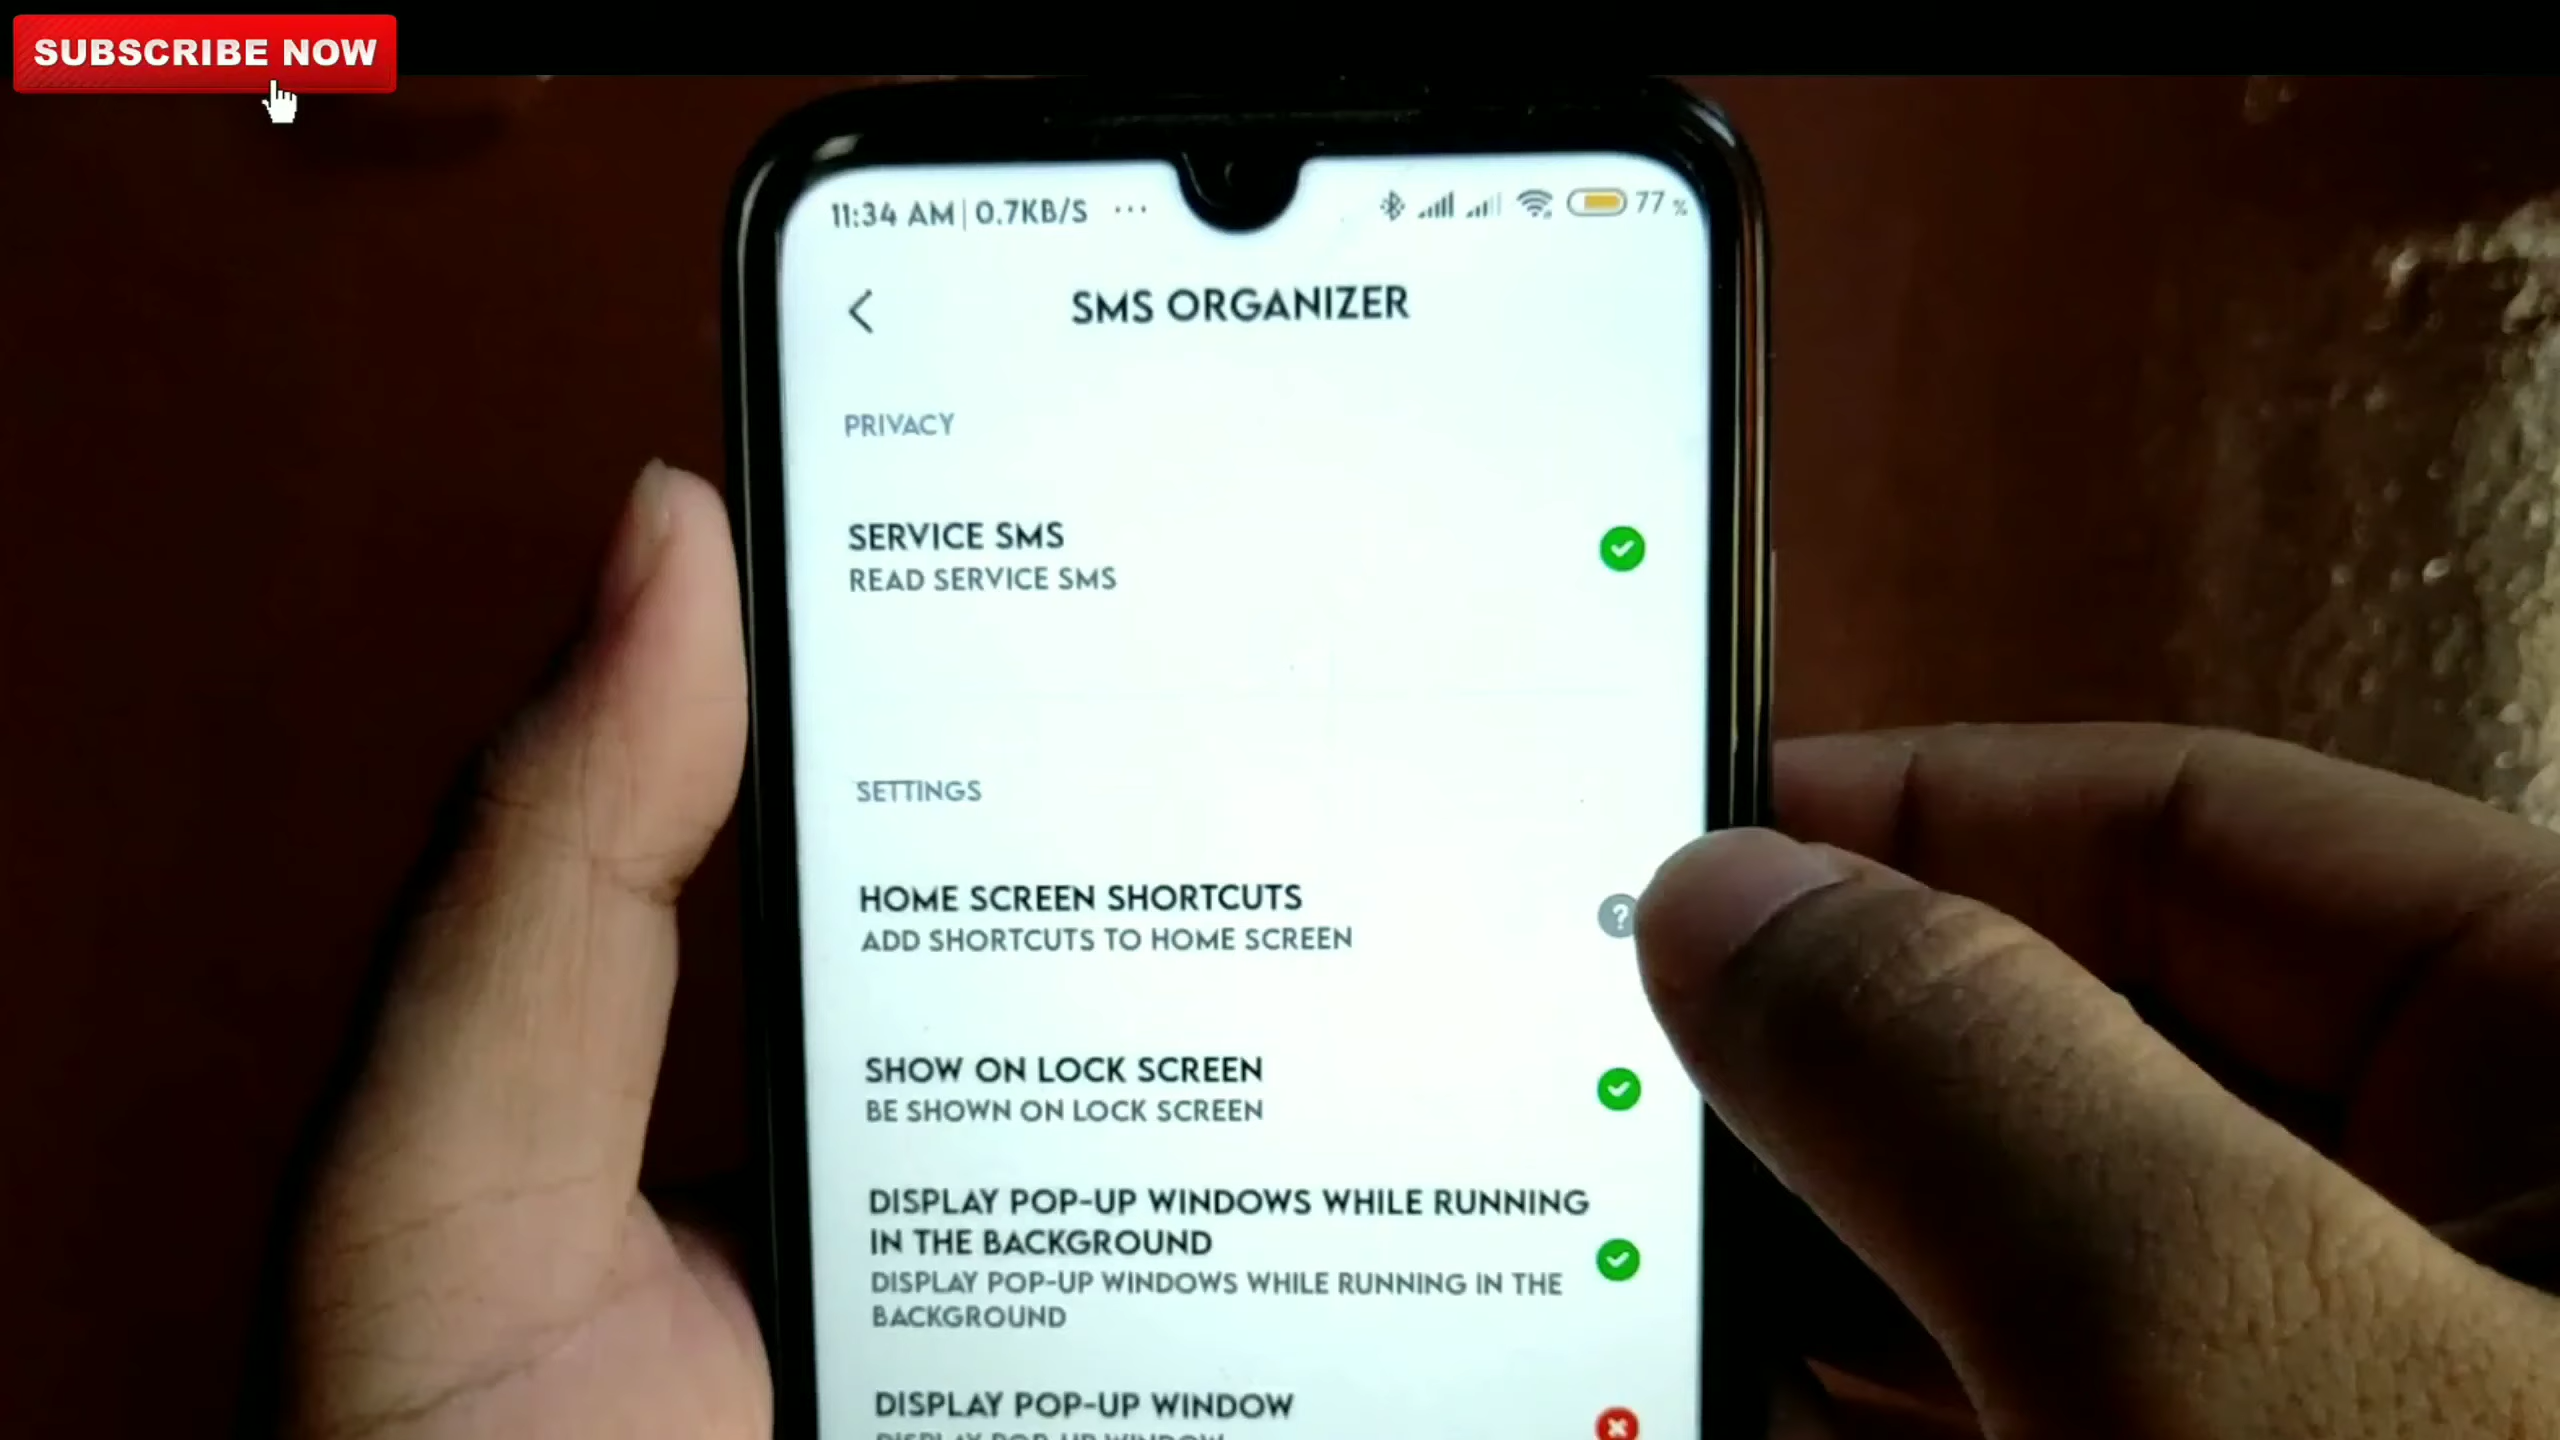 SUBSCRIBE NOW
11:34 AM | 0.7KB/S ... 77 %
SMS ORGANIZER
PRIVACY
SERVICE SMS
READ SERVICE SMS
SETTINGS
HOME SCREEN SHORTCUTS
ADD SHORTCUTS TO HOME SCREEN
SHOW ON LOCK SCREEN
BE SHOWN ON LOCK SCREEN
DISPLAY POP-UP WINDOWS WHILE RUNNING
IN THE BACKGROUND
DISPLAY POP-UP WINDOWS WHILE RUNNING IN THE
BACKGROUND
DISPLAY POP-UP WINDOW